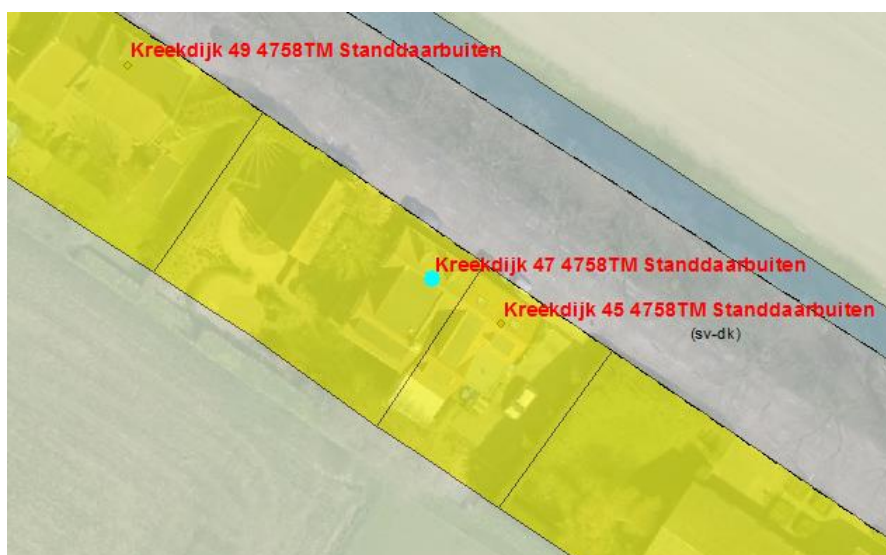 Kreekdijk 49 4758TM Standdaarbuiten
Kreekdijk 47 4758TM Standdaarbuiten
Kreekdijk 45 4758TM Standdaarbuiten
(sv-dk)